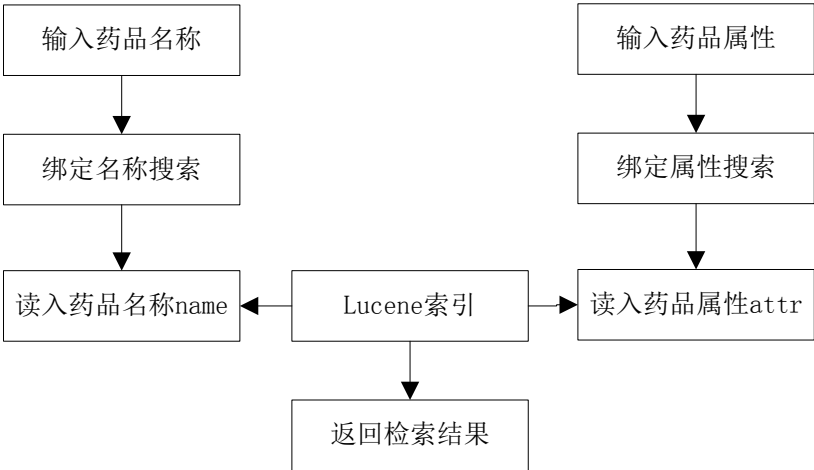 输入药品名称
输入药品属性
绑定名称搜索
绑定属性搜索
读入药品名称name
Lucene索引
读入药品属性attr
返回检索结果